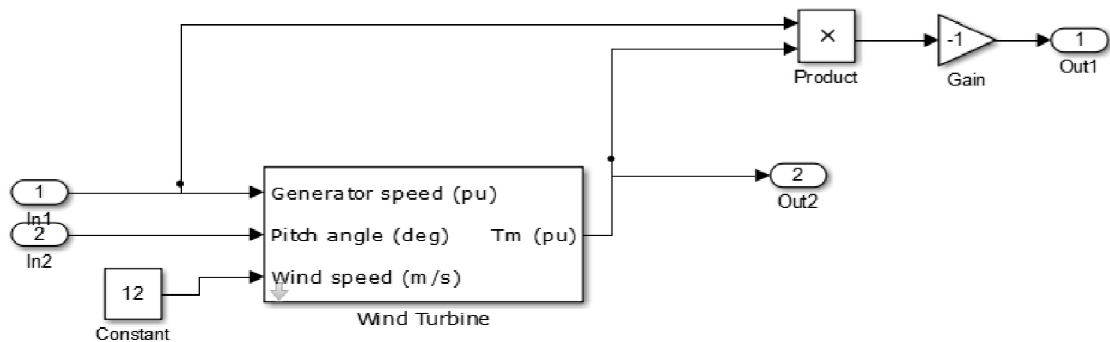 ×
Product
-1
Gain
1
Out1
1
In1
Generator speed (pu)
2
Out2
2
In2
Pitch angle (deg)
Tm (pu)
Wind speed (m/s)
12
Constant
Wind Turbine